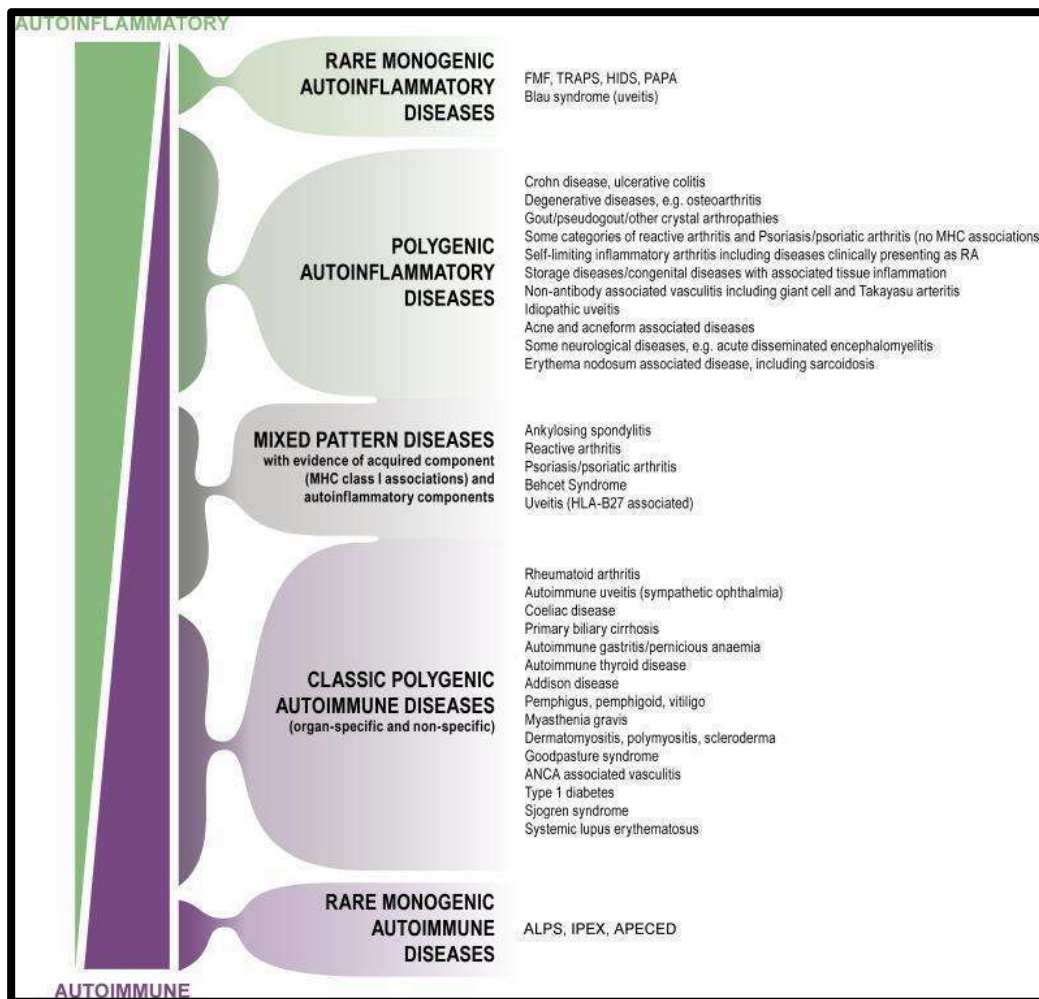 AUTOINFLAMMATORY
RARE MONOGENIC
AUTOINFLAMMATORY
DISEASES
FMF, TRAPS, HIDS, PAPA
Blau syndrome (uveitis)
POLYGENIC
AUTOINFLAMMATORY
DISEASES
Crohn disease, ulcerative colitis
Degenerative diseases, e.g. osteoarthritis
Gout/pseudogout/other crystal arthropathies
Some categories of reactive arthritis and Psoriasis/psoriatic arthritis (no MHC associations
Self-limiting inflammatory arthritis including diseases clinically presenting as RA
Storage diseases/congenital diseases with associated tissue inflammation
Non-antibody associated vasculitis including giant cell and Takayasu arteritis
Idiopathic uveitis
Acne and acneform associated diseases
Some neurological diseases, e.g. acute disseminated encephalomyelitis
Erythema nodosum associated disease, including sarcoidosis
MIXED PATTERN DISEASES
with evidence of acquired component
(MHC class I associations) and
autoinflammatory components
Ankylosing spondylitis
Reactive arthritis
Psoriasis/psoriatic arthritis
Behcet Syndrome
Uveitis (HLA-B27 associated)
CLASSIC POLYGENIC
AUTOIMMUNE DISEASES
(organ-specific and non-specific)
Rheumatoid arthritis
Autoimmune uveitis (sympathetic ophthalmia)
Coeliac disease
Primary biliary cirrhosis
Autoimmune gastritis/pernicious anaemia
Autoimmune thyroid disease
Addison disease
Pemphigus, pemphigoid, vitiligo
Myasthenia gravis
Dermatomyositis, polymyositis, scleroderma
Goodpasture syndrome
ANCA associated vasculitis
Type 1 diabetes
Sjogren syndrome
Systemic lupus erythematosus
RARE MONOGENIC
AUTOIMMUNE
DISEASES
ALPS, IPEX, APECED
AUTOIMMUNE